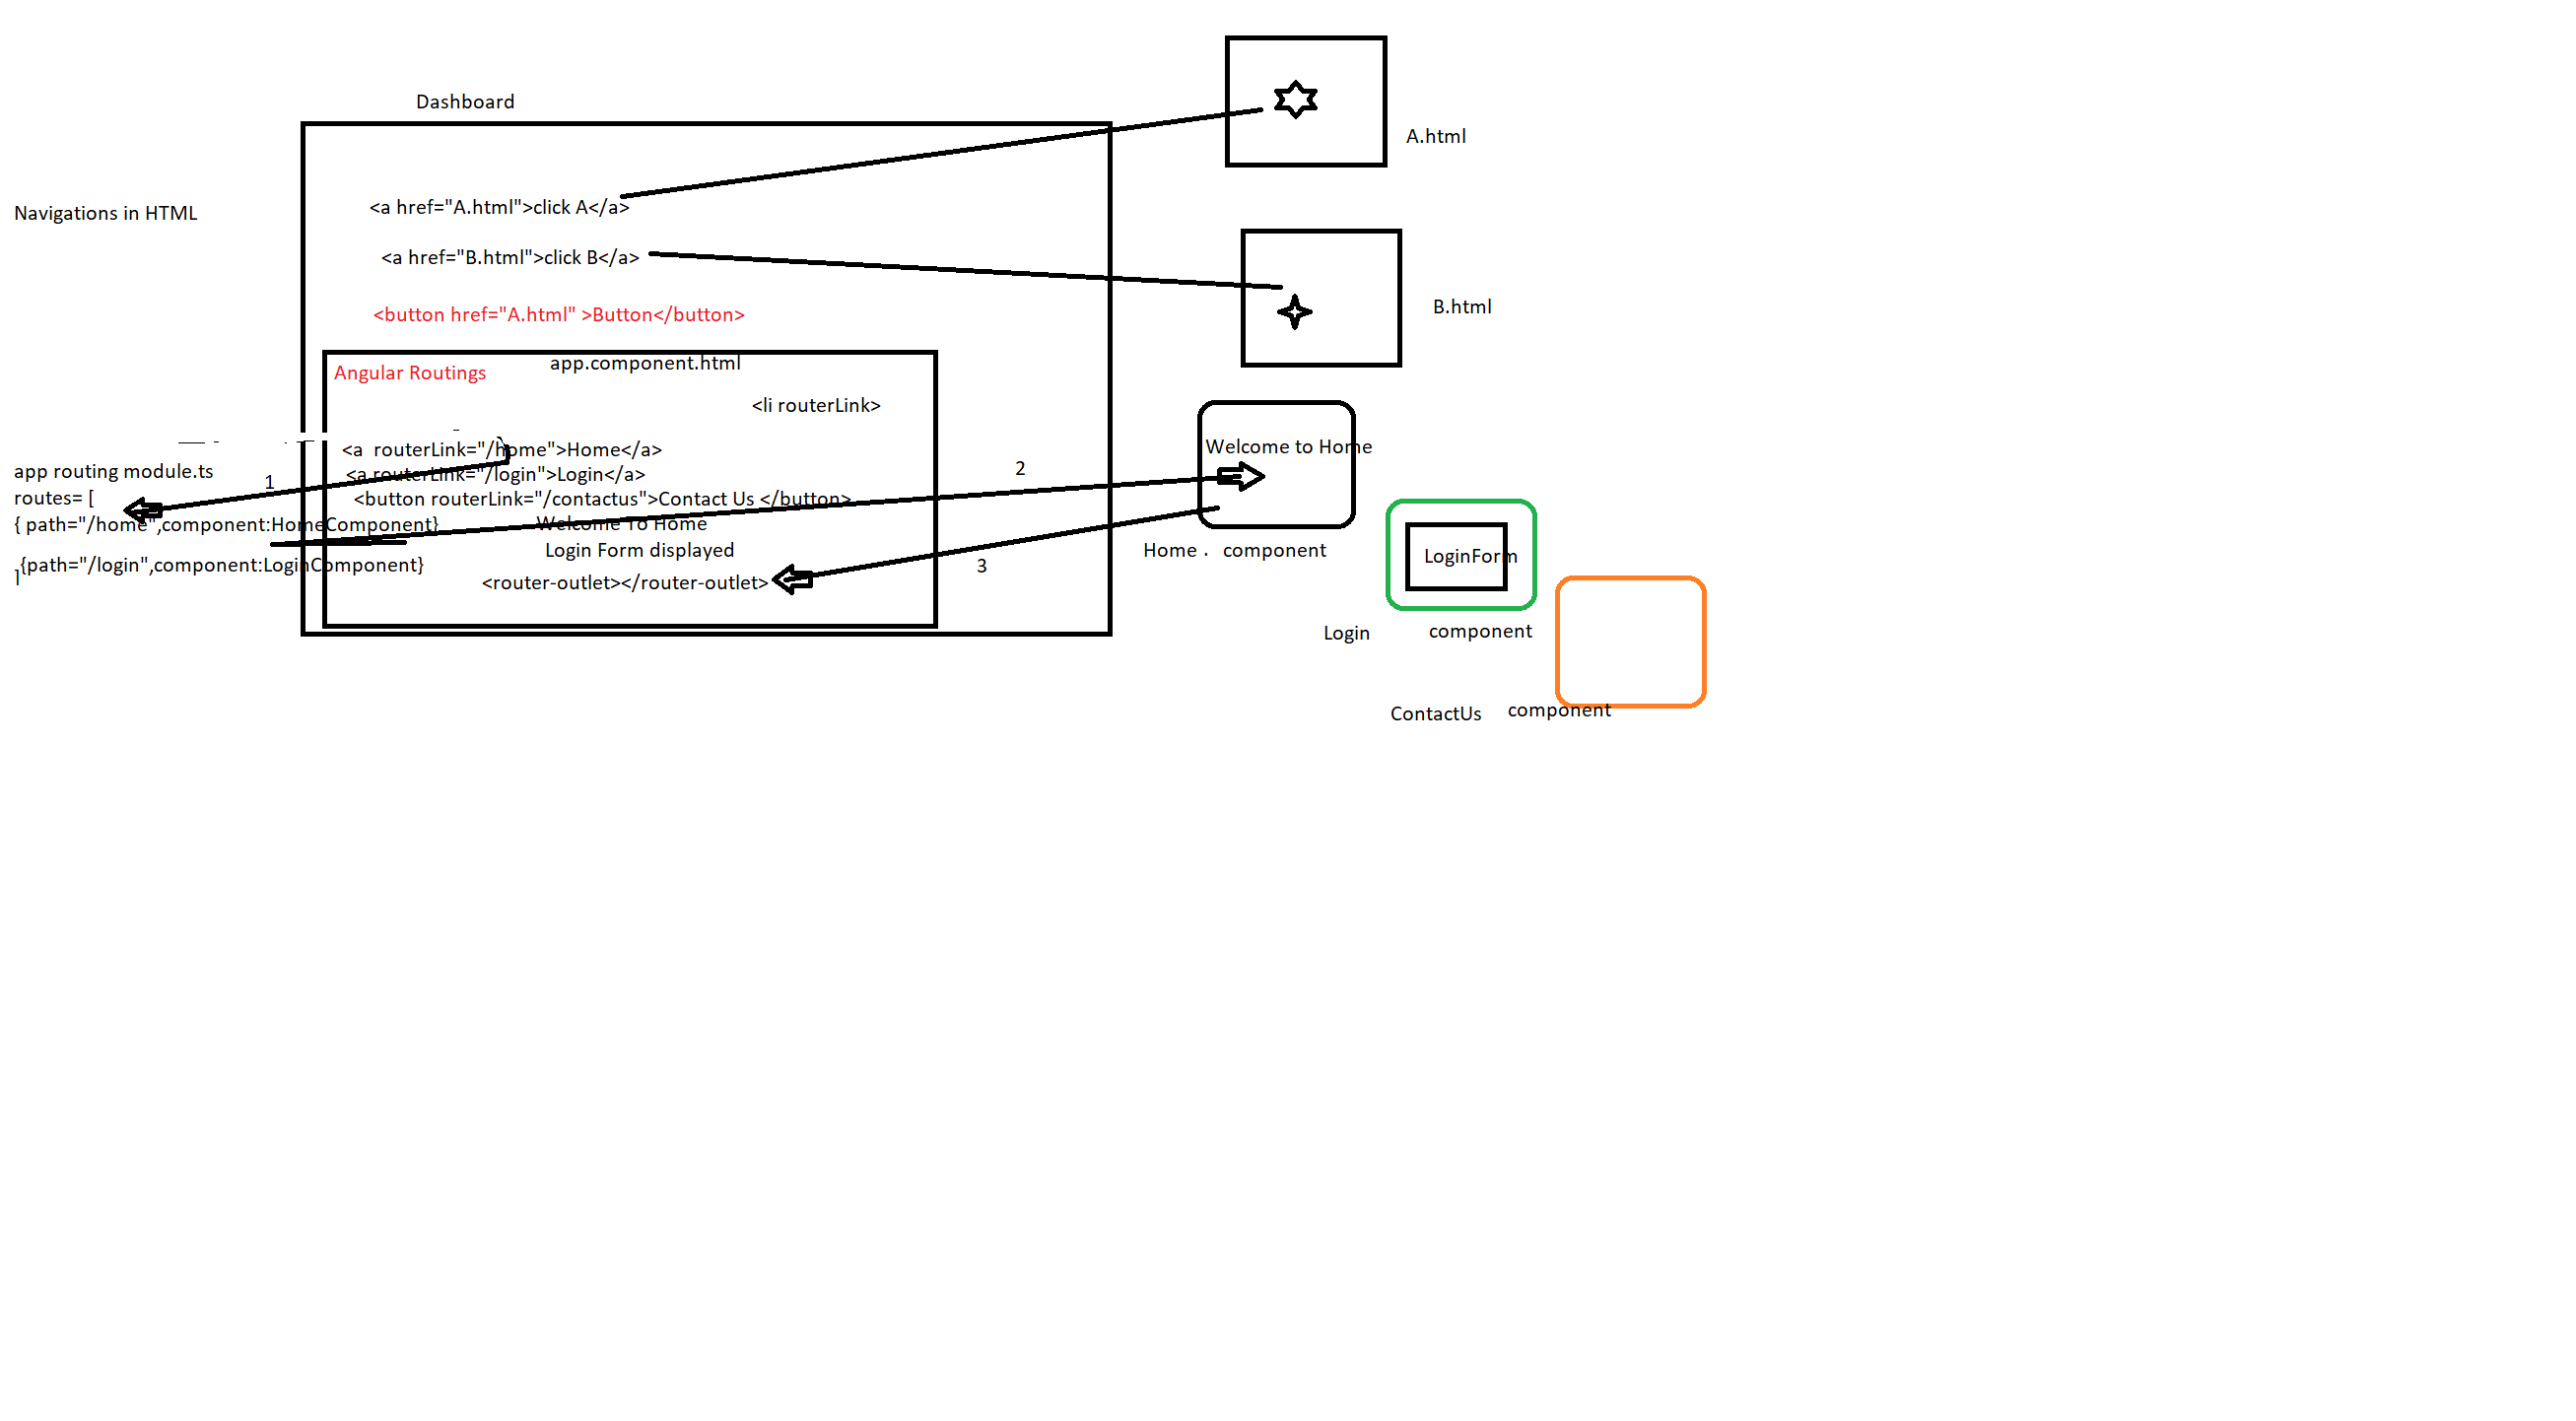 Dashboard
A.html
<a href="A.html">click A</a>
Navigations in HTML
<a href="B.html">click B</a>
B.html
<button href="A.html" >Button</button>
app.component.html
Angular Routings
<li routerLink>
<a  routerLink="/home">Home</a>
<a routerLink="/login">Login</a>
<button routerLink="/contactus">Contact Us </button>
Welcome To Home
Login Form displayed
<router-outlet></router-outlet>
app routing module.ts
routes= [
{ path="/home",component:HomeComponent}
,{path="/login",component:LoginComponent}
]
1
2
3
Welcome to Home
Home .  component
LoginForm
Login component
ContactUs component